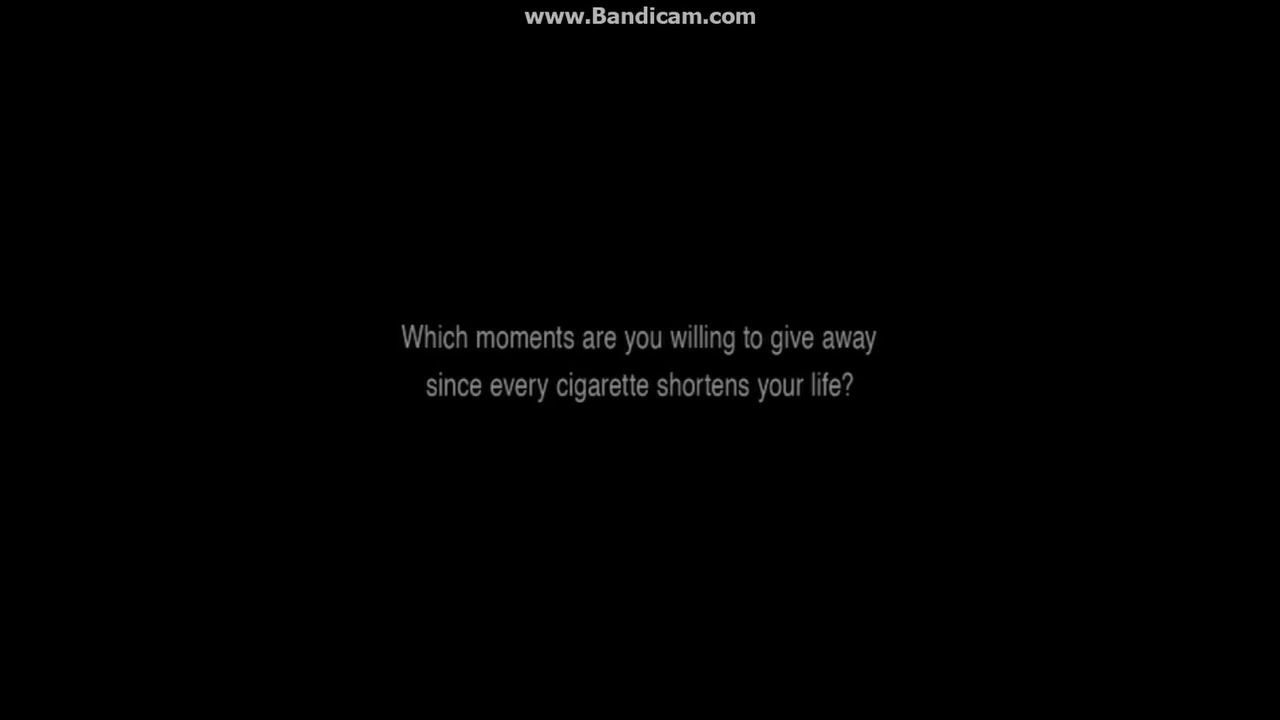 www.Bandicam.com
Which moments are you willing to give away
since every cigarette shortens your life?